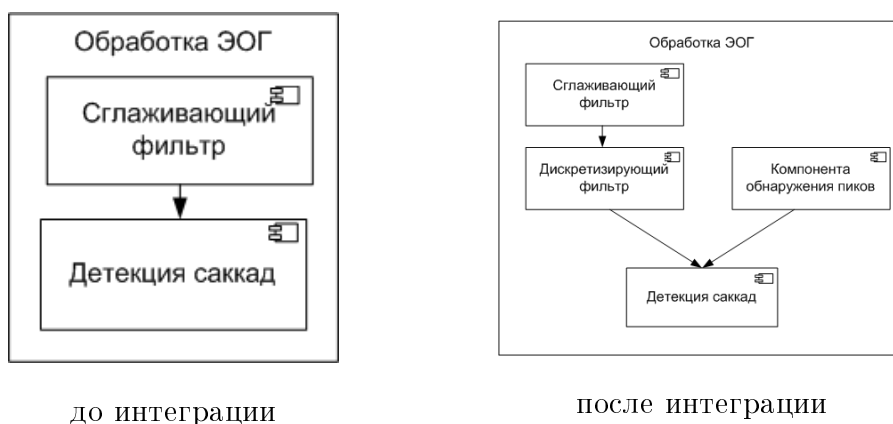 Обработка ЭОГ
Сглаживающий
фильтр
Детекция саккад
до интеграции
Обработка ЭОГ
Сглаживающий
фильтр
Дискретизирующий
фильтр
Компонента
обнаружения пиков
Детекция саккад
после интеграции